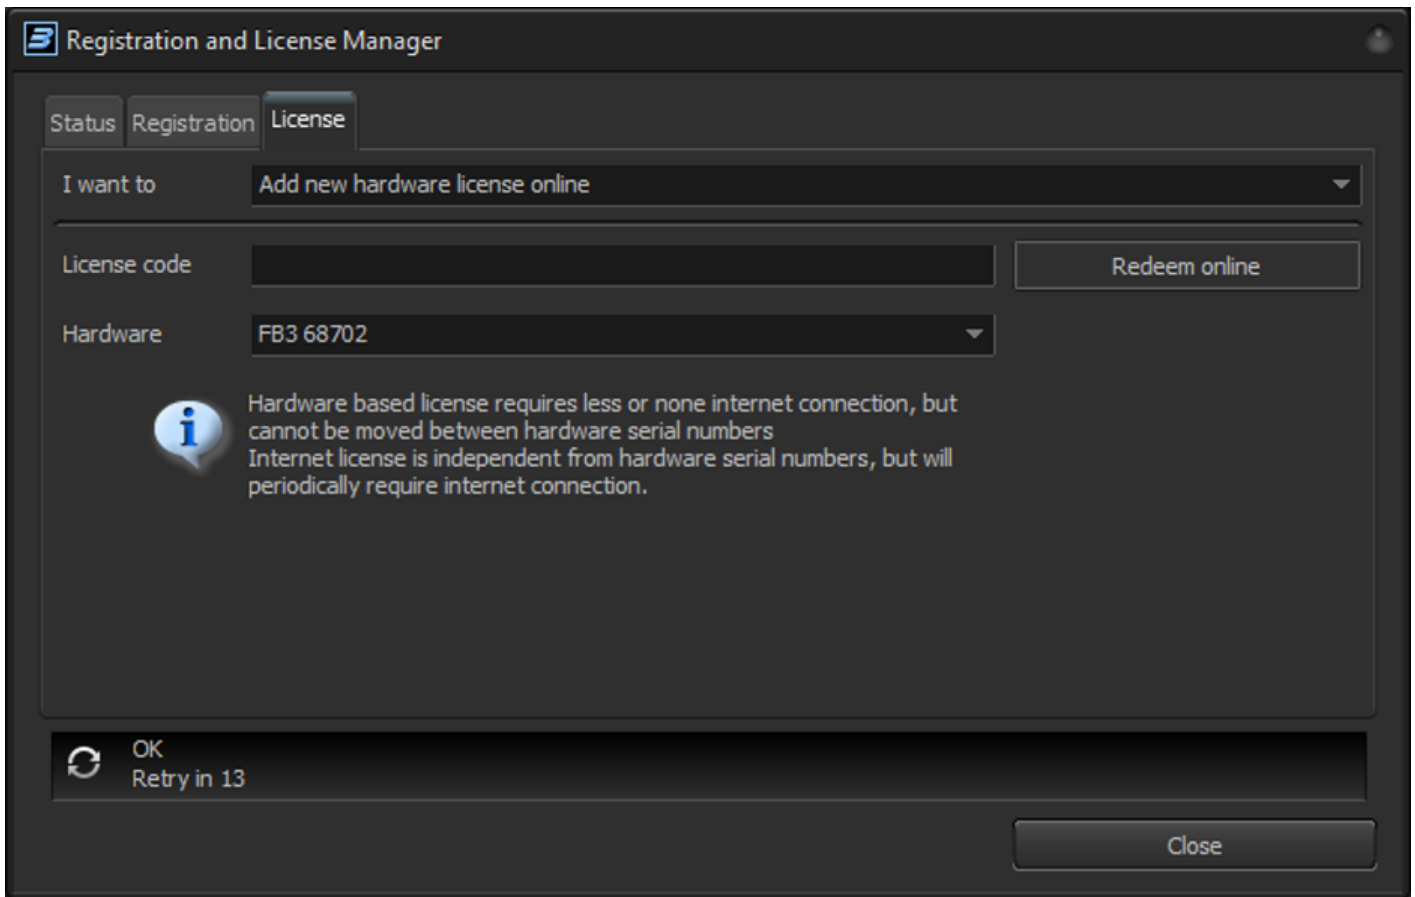 Registration and License Manager
Status Registration License
I want to Add new hardware license online
License code Redeem online
Hardware FB3 68702
Hardware based license requires less or none internet connection, but
cannot be moved between hardware serial numbers
Internet license is independent from hardware serial numbers, but will
periodically require internet connection.
OK
Retry in 13
Close